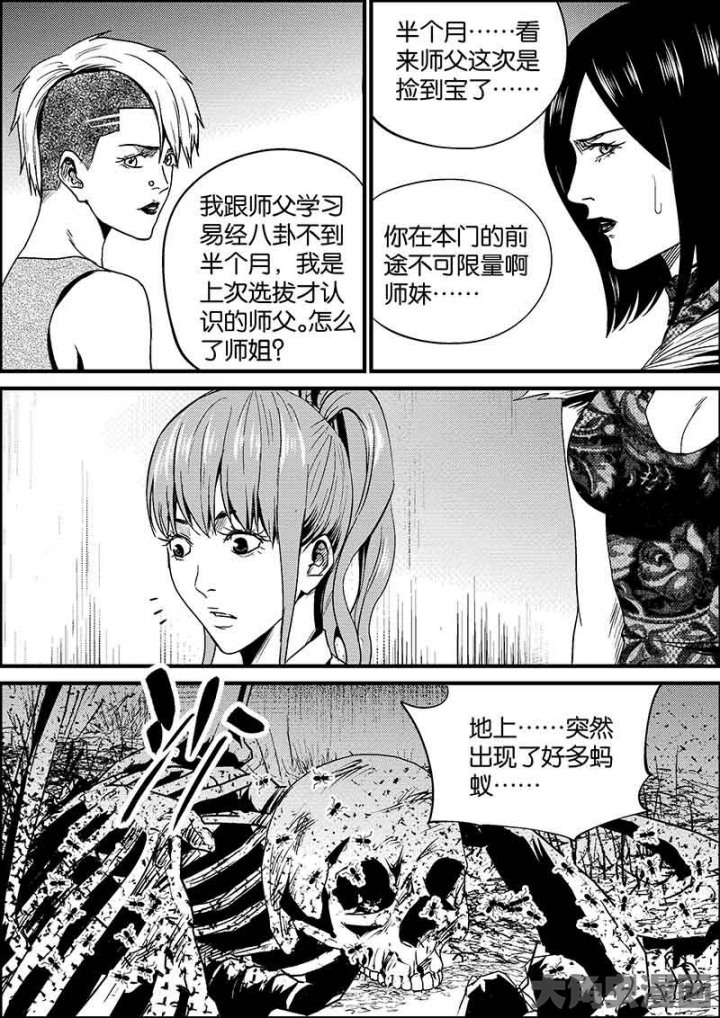 我跟师父学习
易经八卦不到
半个月，我是
上次选拔才认
识的师父。怎么
了师姐？
半个月……看
来师父这次是
捡到宝了……
你在本门的前
途不可限量啊
师妹……
地上……突然
出现了好多蚂
蚁……